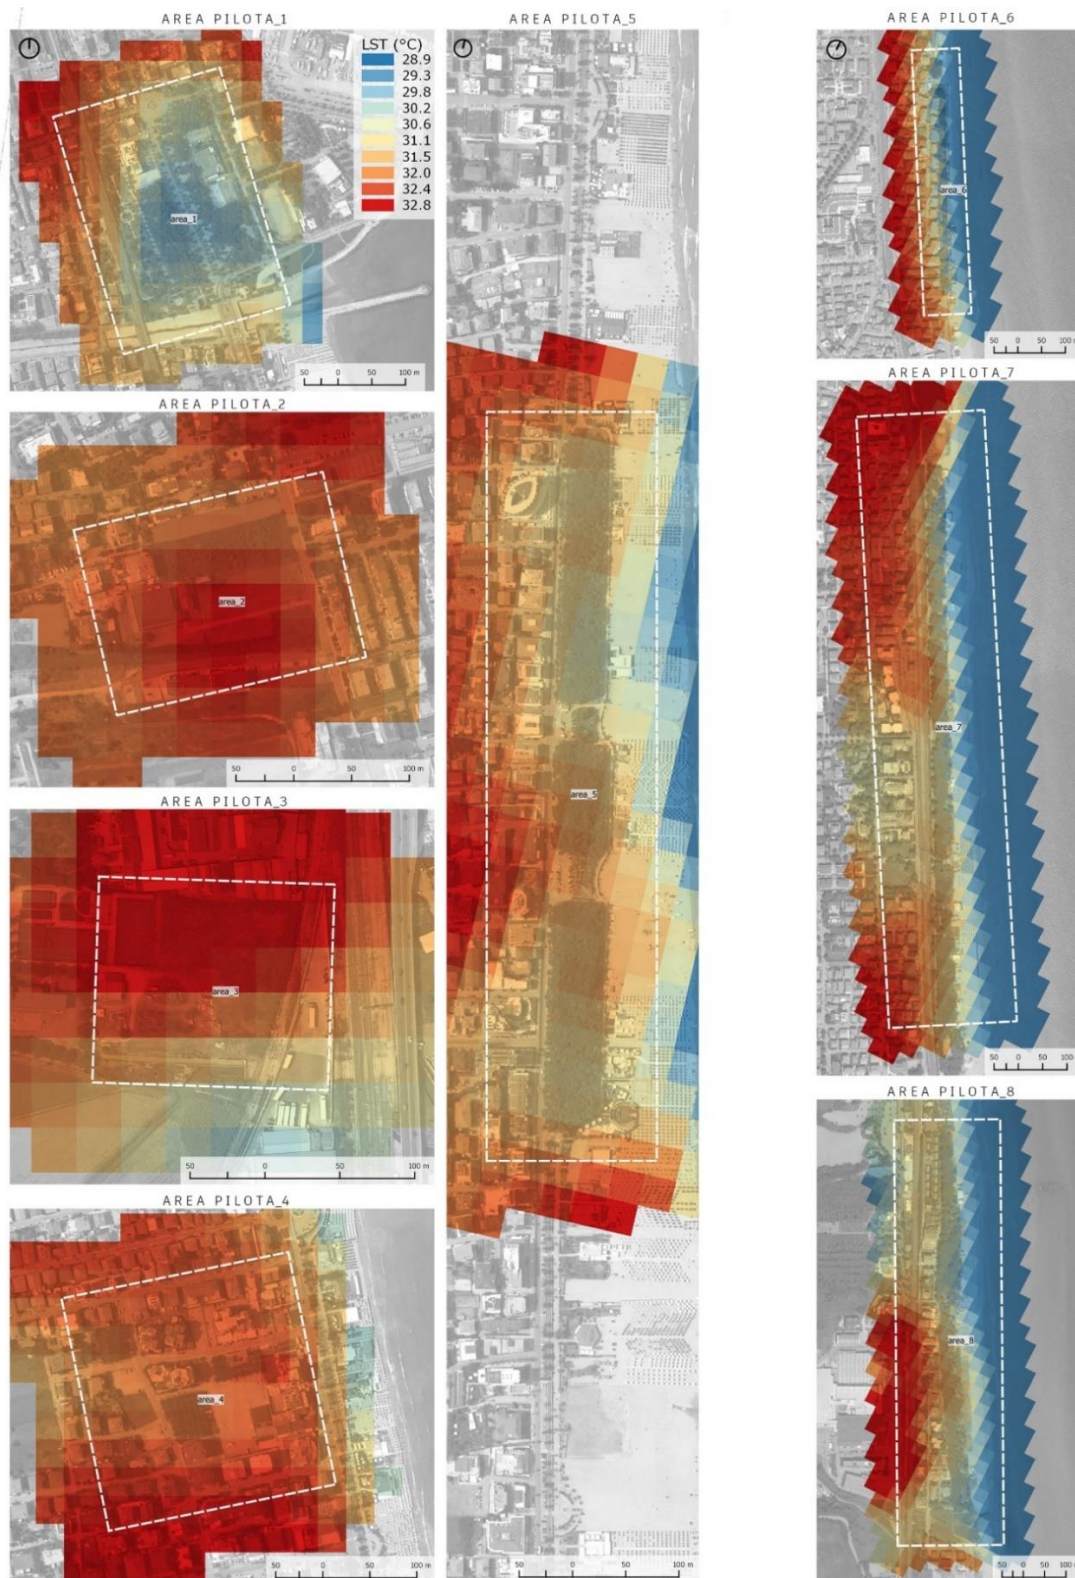 AREA PILOTA_1
LST (°C)
28.9
29.3
29.8
30.2
30.6
31.1
31.5
32.0
32.4
32.8
area_1
50 0 50 100 m
AREA PILOTA_2
area_2
50 0 50 100 m
AREA PILOTA_3
area_3
50 0 50 100 m
AREA PILOTA_4
area_4
50 0 50 100 m
AREA PILOTA_5
area_5
50 0 50 100 m
AREA PILOTA_6
area_6
50 0 50 100 m
AREA PILOTA_7
area_7
50 0 50 100
AREA PILOTA_8
area_8
50 0 50 100